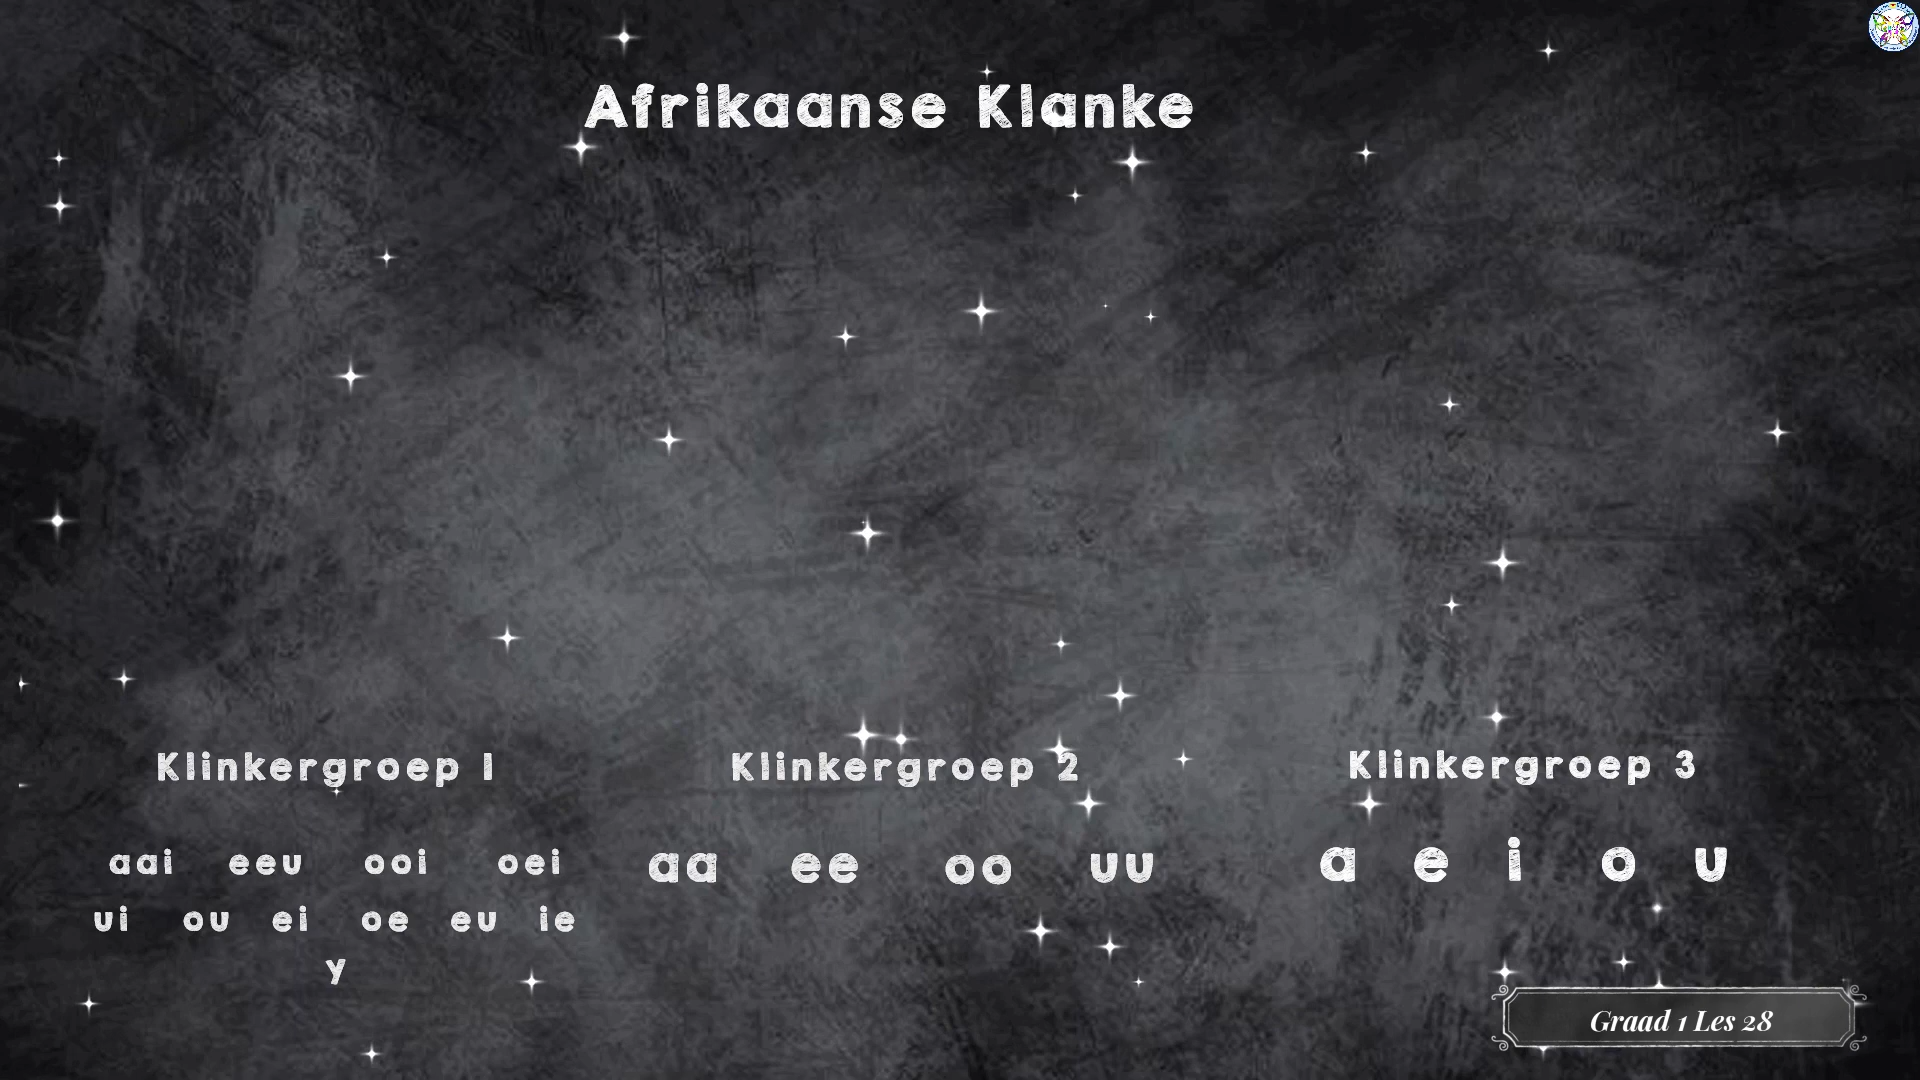 Afrikaanse Klanke
Klinkergroep 1
aai eeu ooi oei
ui ou ei oe eu ie
y
Klinkergroep 2
aa ee oo uu
Klinkergroep 3
a e i o u
Graad 1 Les 28